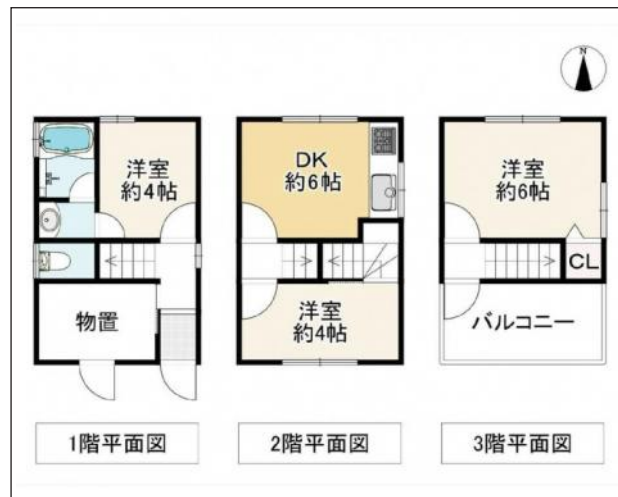 N
洋室
約4帖
物置
1階平面図
DK
約6帖
洋室
約4帖
2階平面図
洋室
約6帖
CL
バルコニー
3階平面図